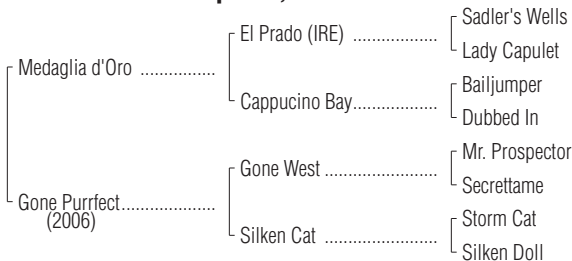 Sadler's Wells
El Prado (IRE) ..................
Lady Capulet
Medaglia d'Oro ................
Bailjumper
Cappucino Bay..................
Dubbed In
Mr. Prospector
Gone West ........................
Secrettame
Gone Purrfect....................
(2006)
Storm Cat
Silken Cat ........................
Silken Doll